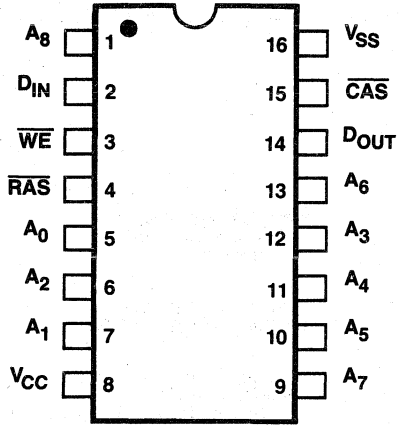 A8 1 16 VSS
DIN 2 15 CAS
WE 3 14 DOUT
RAS 4 13 A6
A0 5 12 A3
A2 6 11 A4
A1 7 10 A5
VCC 8 9 A7